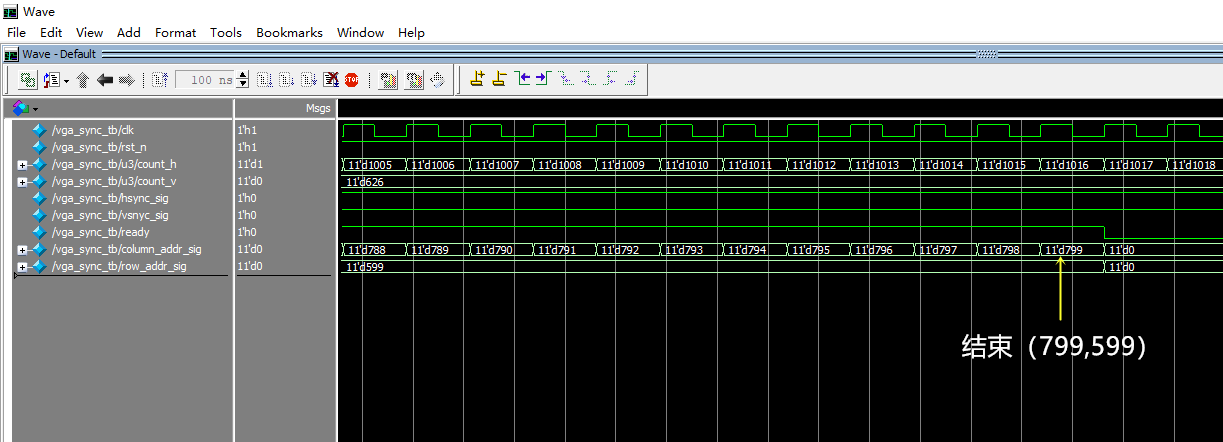 Wave
File Edit View Add Format Tools Bookmarks Window Help
Wave - Default
100 ns
STOP
Msgs
/vga_sync_tb/clk 1'h1
/vga_sync_tb/rst_n 1'h1
/vga_sync_tb/u3/count_h 11'd1 11'd1005 11'd1006 11'd1007 11'd1008 11'd1009 11'd1010 11'd1011 11'd1012 11'd1013 11'd1014 11'd1015 11'd1016 11'd1017 11'd1018
/vga_sync_tb/u3/count_v 11'd0 11'd626
/vga_sync_tb/hsync_sig 1'h0
/vga_sync_tb/vsnyc_sig 1'h0
/vga_sync_tb/ready 1'h0
/vga_sync_tb/column_addr_sig 11'd0 11'd788 11'd789 11'd790 11'd791 11'd792 11'd793 11'd794 11'd795 11'd796 11'd797 11'd798 11'd799 11'd0
/vga_sync_tb/row_addr_sig 11'd0 11'd599 11'd0
结束（799,599）